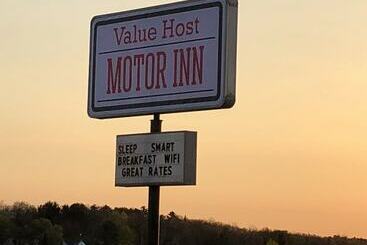 Value Host
MOTOR INN
SLEEP SMART
BREAKFAST WIFI
GREAT RATES